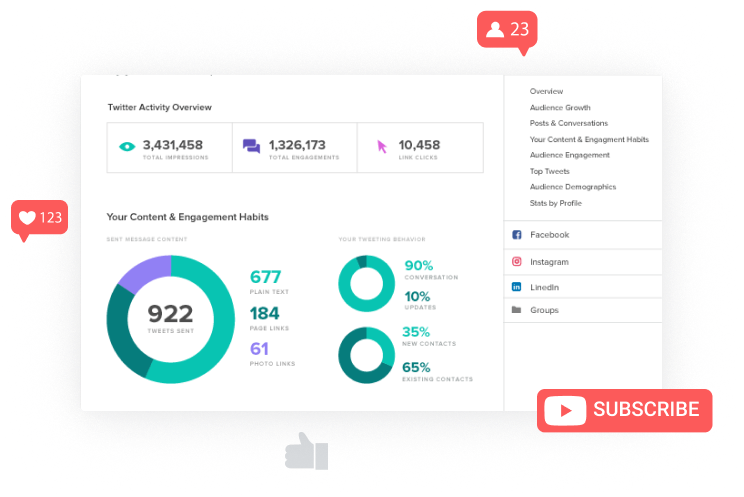 23
Twitter Activity Overview
3,431,458
TOTAL IMPRESSIONS
1,326,173
TOTAL ENGAGEMENTS
10,458
LINK CLICKS
Overview
Audience Growth
Posts & Conversations
Your Content & Engagment Habits
Audience Engagement
Top Tweets
Audience Demographics
Stats by Profile
Facebook
Instagram
LinedIn
Groups
123
Your Content & Engagement Habits
SENT MESSAGE CONTENT
922
TWEETS SENT
677
PLAIN TEXT
184
PAGE LINKS
61
PHOTO LINKS
YOUR TWEETING BEHAVIOR
90%
CONVERSATION
10%
UPDATES
35%
NEW CONTACTS
65%
EXISTING CONTACTS
SUBSCRIBE